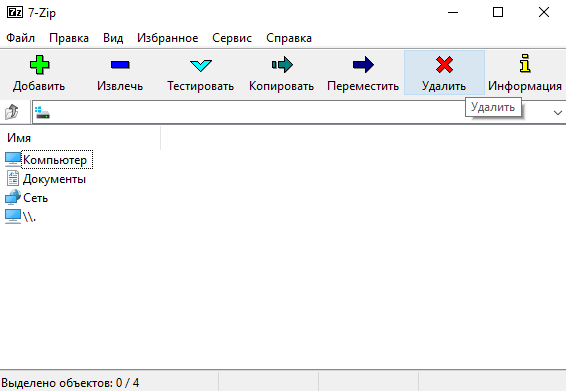 7z 7-Zip
Файл Правка Вид Избранное Сервис Справка
Добавить Извлечь Тестировать Копировать Переместить Удалить Информация
Удалить
Имя
Компьютер
Документы
Сеть
\\.
Выделено объектов: 0 / 4